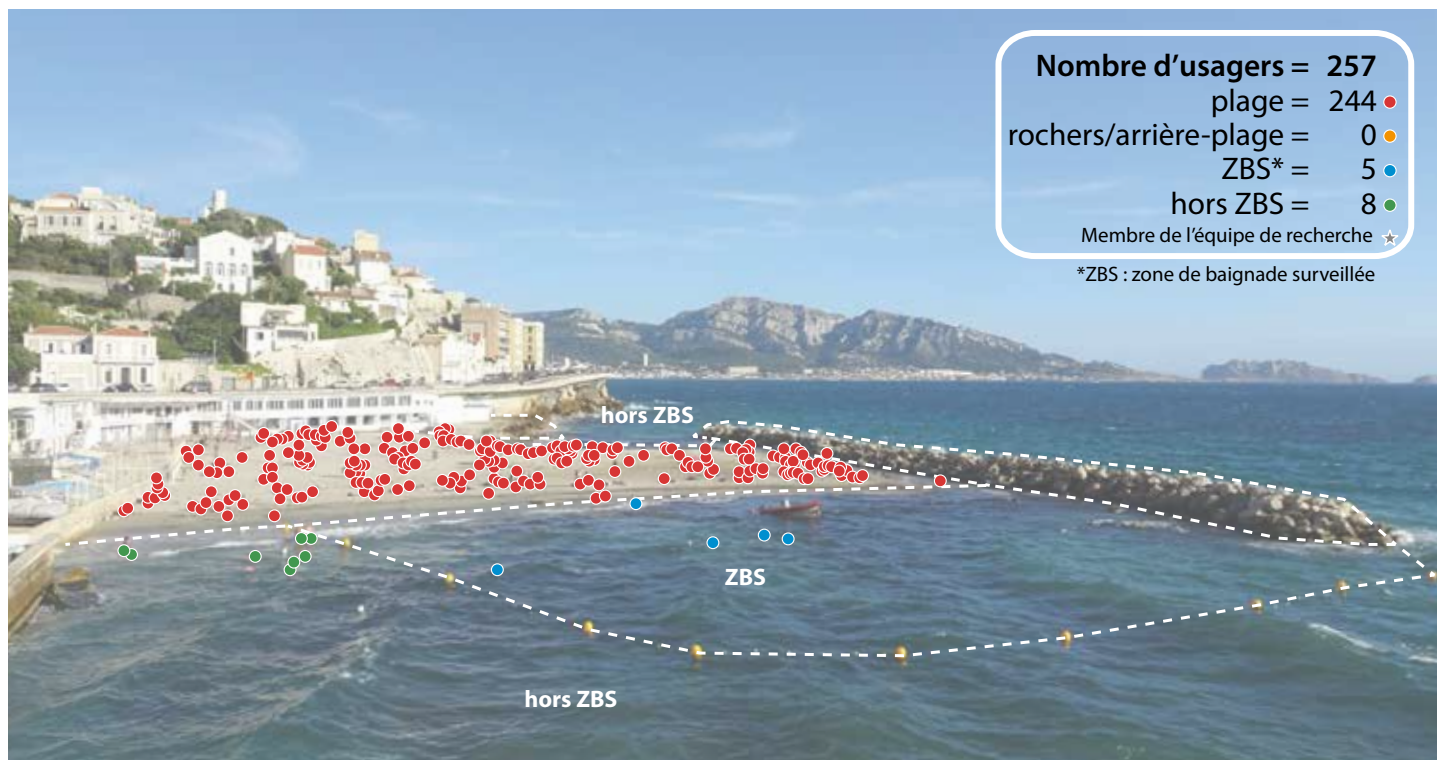 Nombre d'usagers = 257
plage = 244
rochers/arrière-plage = 0
ZBS* = 5
hors ZBS = 8
Membre de l'équipe de recherche
*ZBS : zone de baignade surveillée
hors ZBS
ZBS
hors ZBS